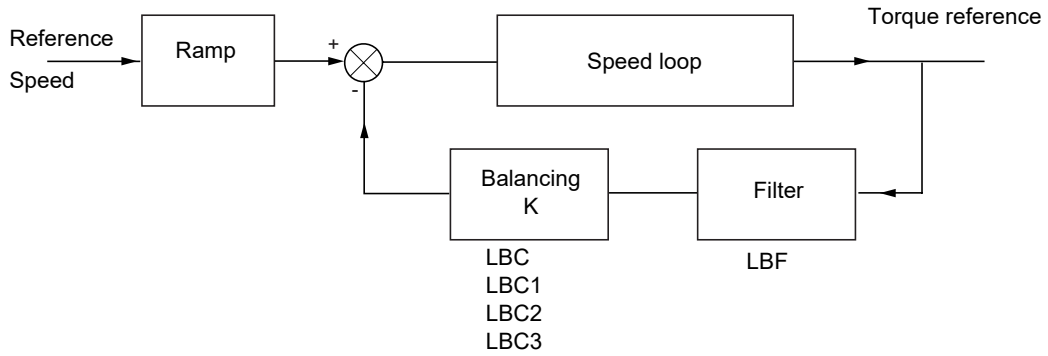 Torque reference
Reference
Speed
Ramp
+
-
Speed loop
Balancing
K
Filter
LBC
LBC1
LBC2
LBC3
LBF